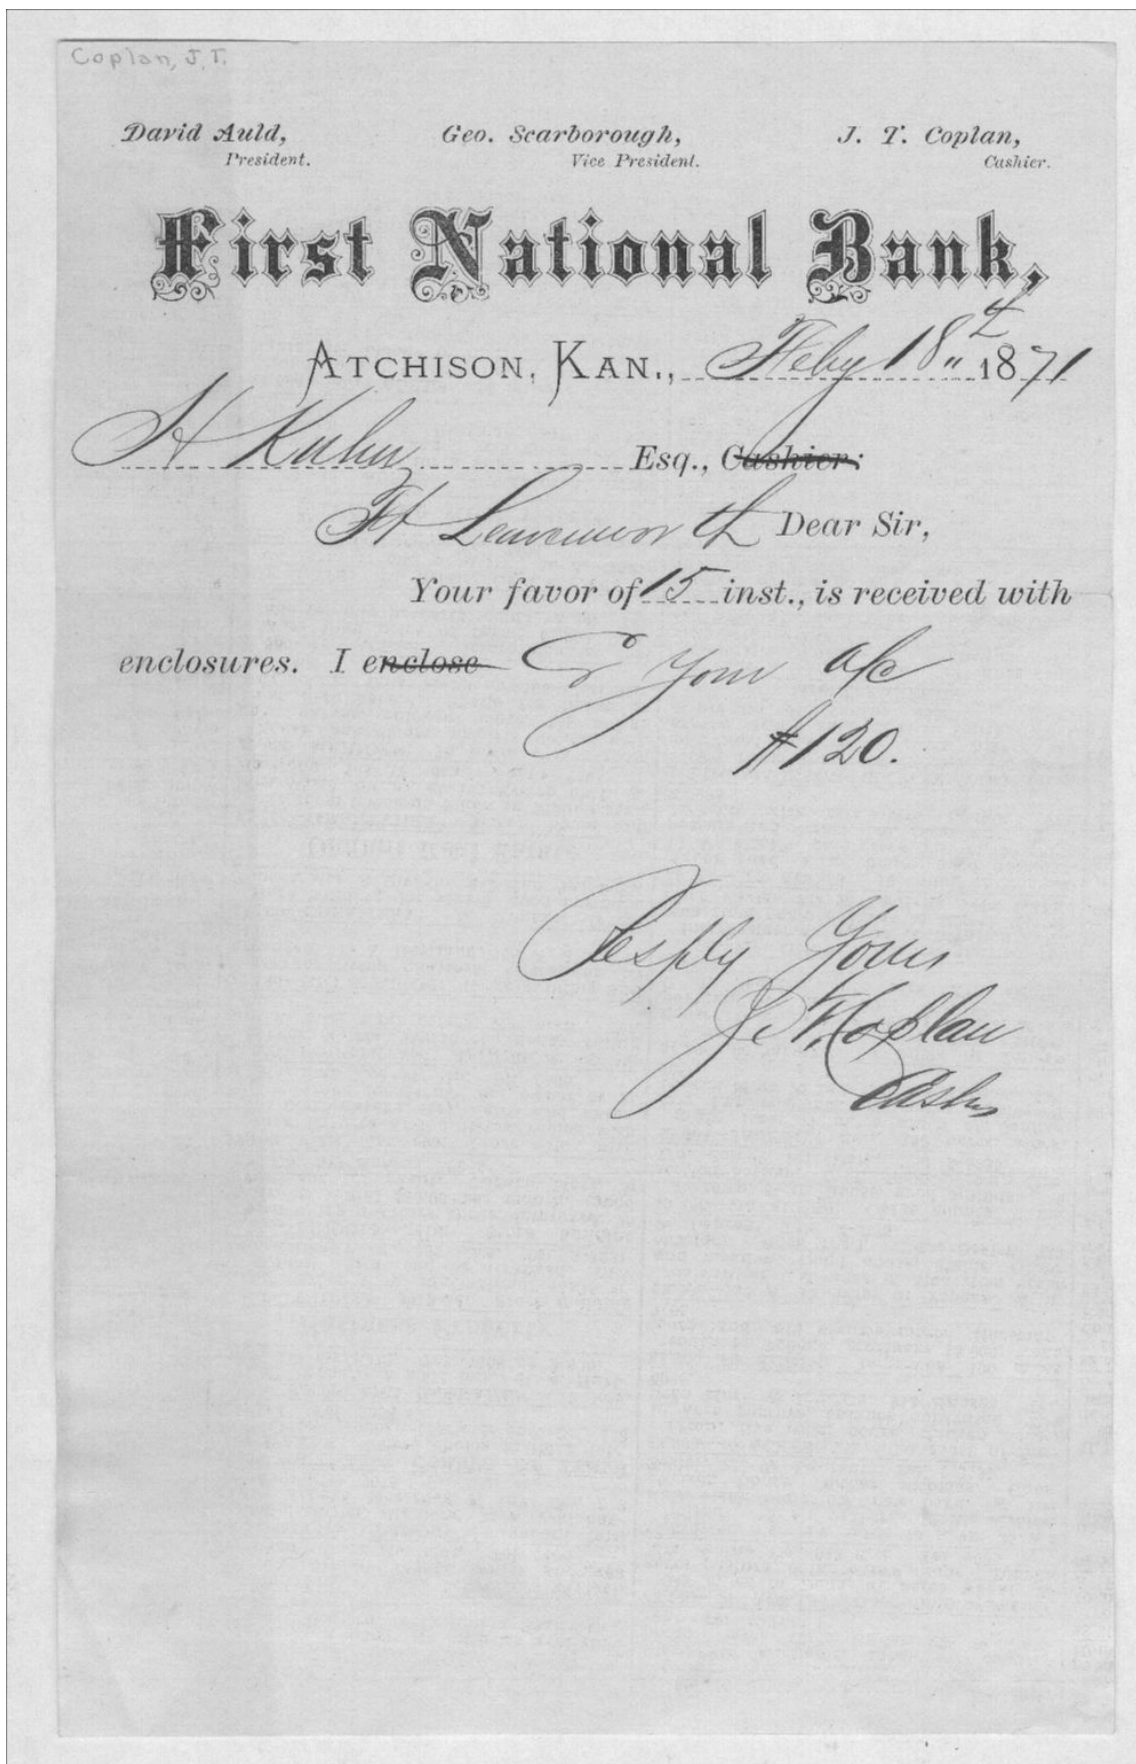 Coplan, J. T.
David Auld, Geo. Scarborough, J. T. Coplan,
President. Vice President. Cashier.
First National Bank,
Atchison, Kan., Feby 18th 1871
H Kuhn Esq., Cashier:
Ft Leavenworth Dear Sir,
Your favor of 15 inst., is received with
enclosures. I enclose Cr your a/c
$120.
Resply Yours
J T Coplan
Cashr